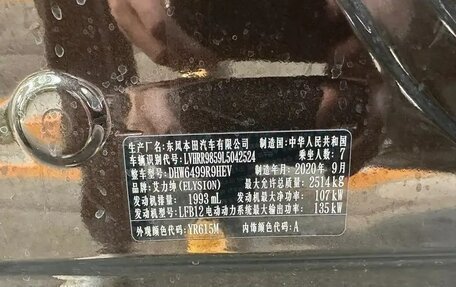 生产厂名：东风本田汽车有限公司 制造国：中华人民共和国
车辆识别代号：LVHRR9859L5042524 乘坐人数：7
整车型号：DHW6499R9HEV 制造年月：2020年9月
品牌：艾力绅(ELYSION) 最大允许总质量：2514kg
发动机排量：1993mL 发动机最大净功率：107kW
发动机型号：LFB12 电动动力系统最大输出功率：135kW
外观颜色代码：YR615M 内饰颜色代码：A